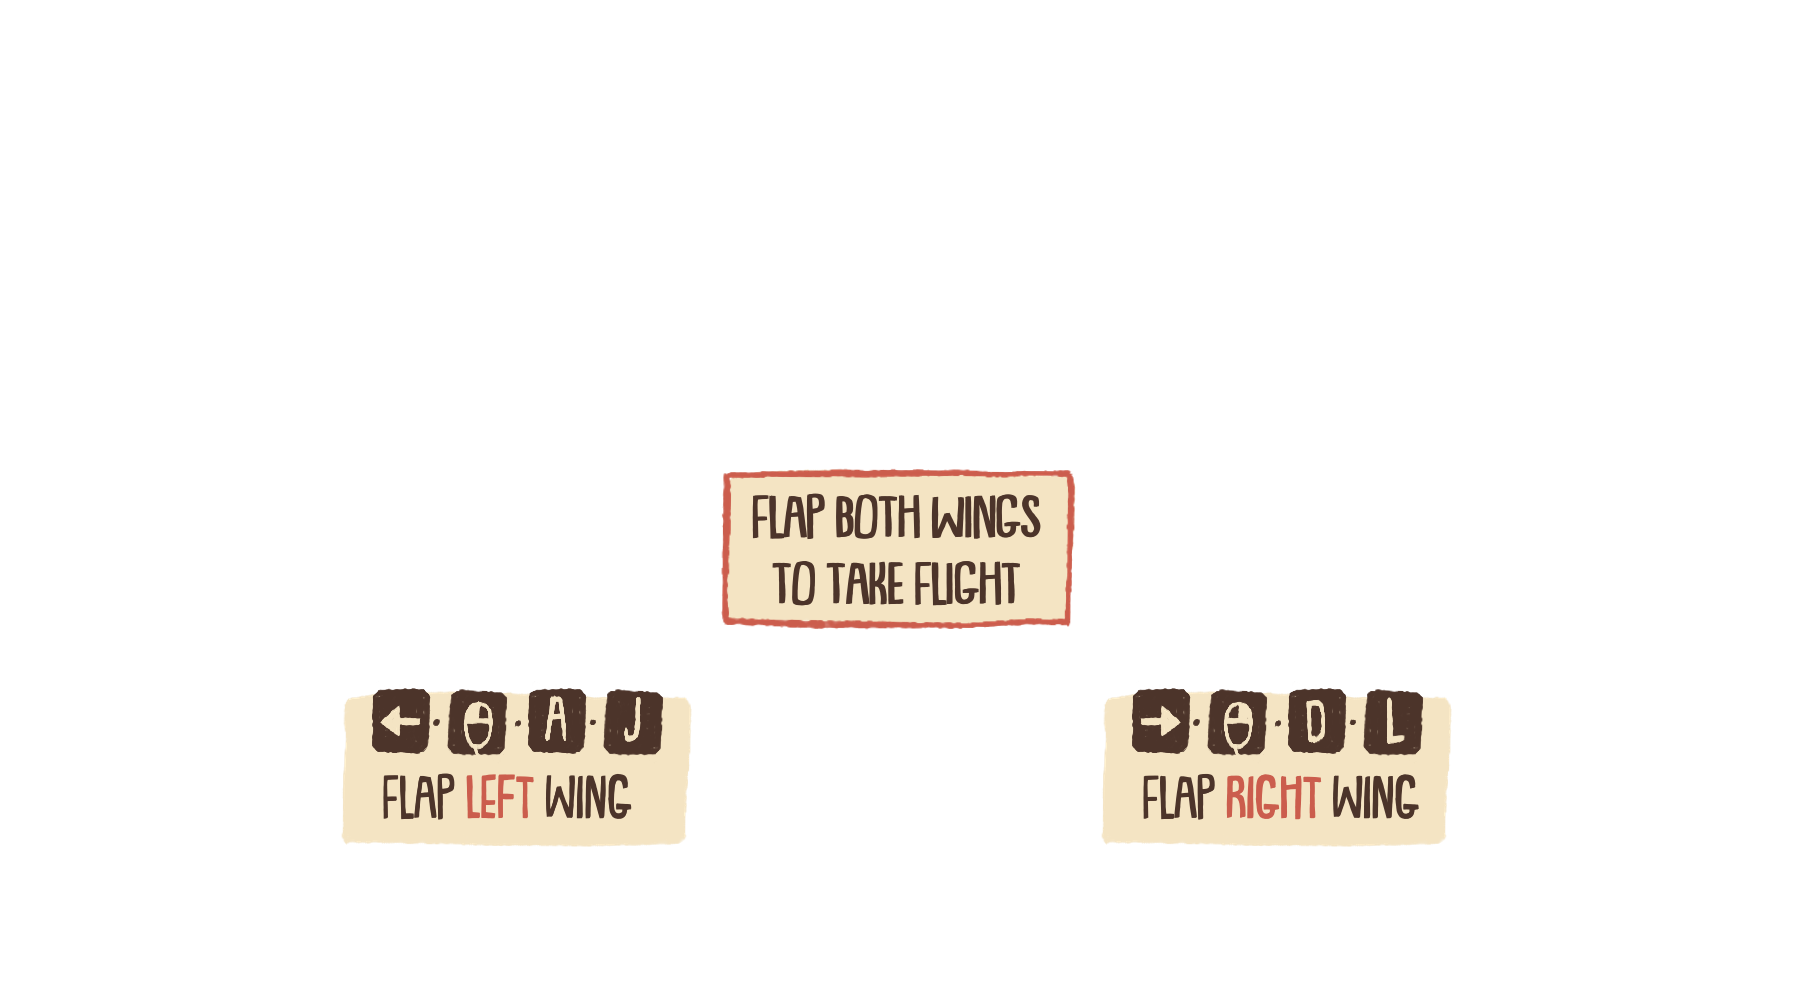 FLAP BOTH WINGS
TO TAKE FLIGHT
A · J
FLAP LEFT WING
D · L
FLAP RIGHT WING